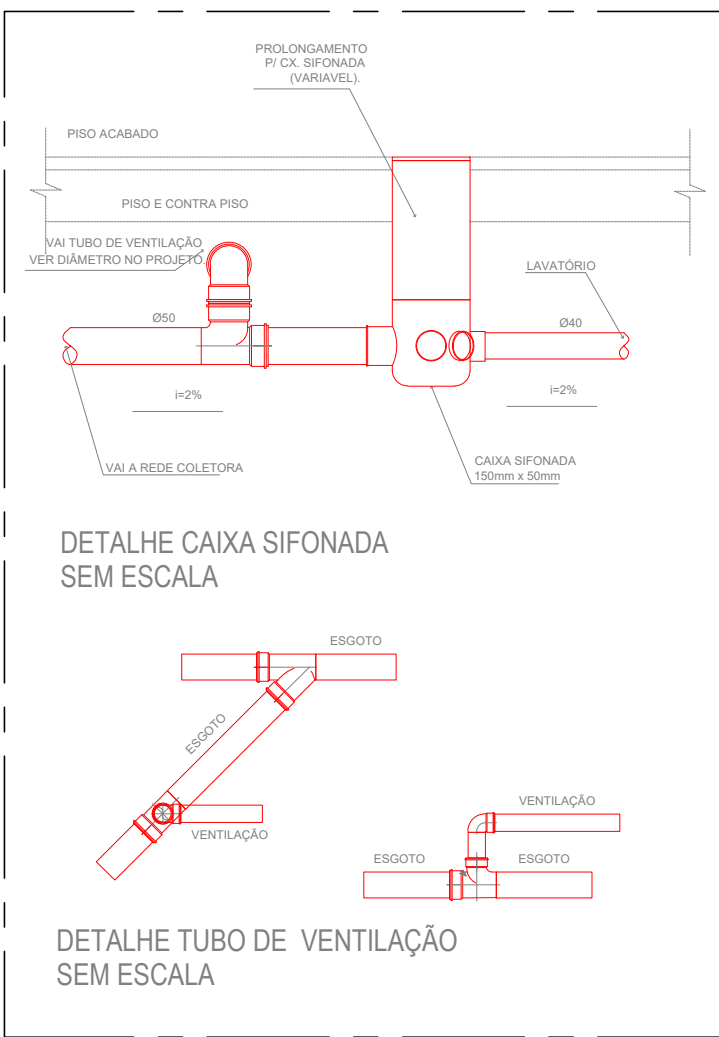 PROLONGAMENTO
P/ CX. SIFONADA
(VARIAVEL).
PISO ACABADO
PISO E CONTRA PISO
VAI TUBO DE VENTILAÇÃO
VER DIÂMETRO NO PROJETO.
LAVATÓRIO
Ø50
Ø40
i=2%
i=2%
VAI A REDE COLETORA
CAIXA SIFONADA
150mm x 50mm
DETALHE CAIXA SIFONADA
SEM ESCALA
ESGOTO
ESGOTO
VENTILAÇÃO
VENTILAÇÃO
ESGOTO
ESGOTO
DETALHE TUBO DE VENTILAÇÃO
SEM ESCALA